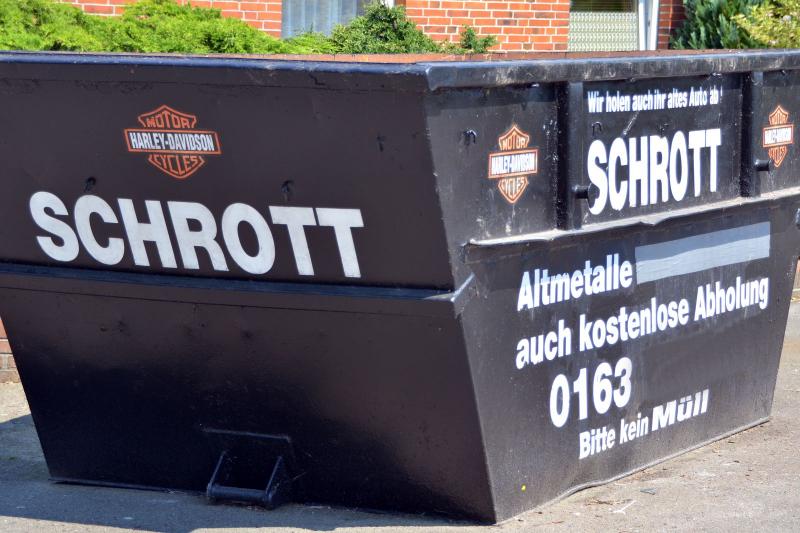 MOTOR
HARLEY-DAVIDSON
CYCLES
SCHROTT
MOTOR
HARLEY-DAVIDSON
CYCLES
Wir holen auch ihr altes Auto ab
SCHROTT
MOTOR
HARLEY-DAVIDSON
CYCLES
Altmetalle
auch kostenlose Abholung
0163
Bitte kein Müll